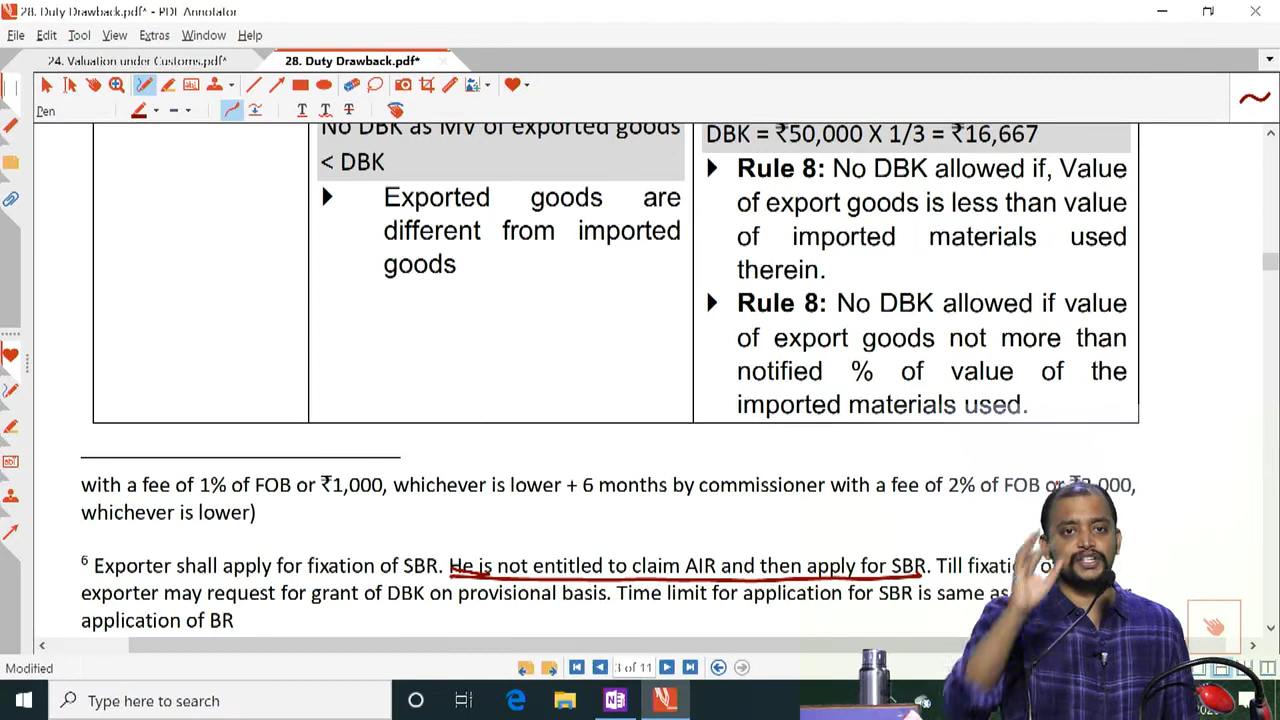 28. Duty Drawback.pdf* - PDF Annotator
File Edit Tool View Extras Window Help
24. Valuation under Customs.pdf* 28. Duty Drawback.pdf*
Pen
No DBK as MV of exported goods
< DBK
Exported goods are
different from imported
goods
DBK = ₹50,000 X 1/3 = ₹16,667
Rule 8: No DBK allowed if, Value
of export goods is less than value
of imported materials used
therein.
Rule 8: No DBK allowed if value
of export goods not more than
notified % of value of the
imported materials used.
with a fee of 1% of FOB or ₹1,000, whichever is lower + 6 months by commissioner with a fee of 2% of FOB or
whichever is lower)
6 Exporter shall apply for fixation of SBR. He is not entitled to claim AIR and then apply for SBR. Till
exporter may request for grant of DBK on provisional basis. Time limit for application for SBR is same as
application of BR
Modified
3 of 11
Type here to search